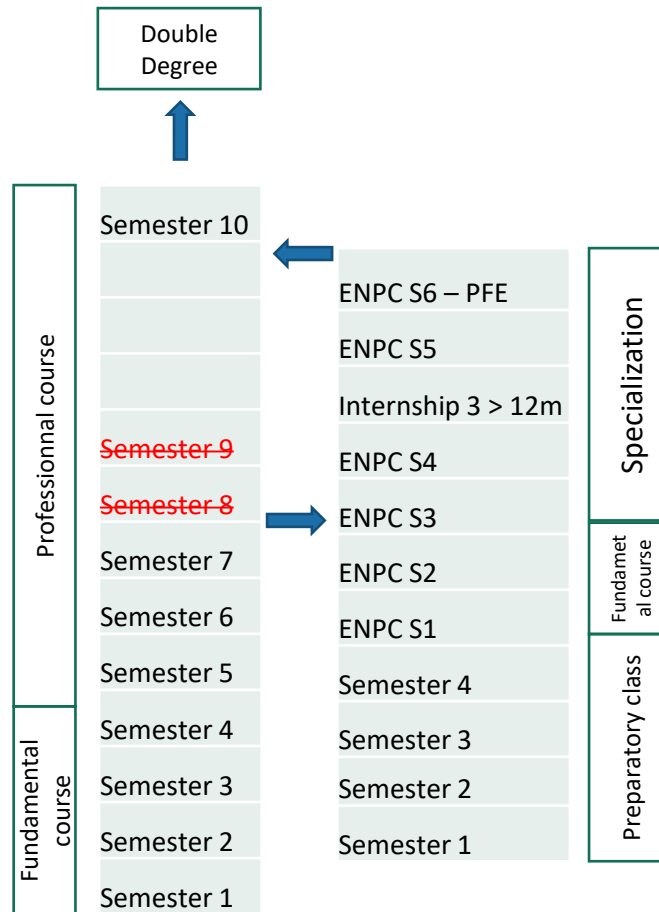 Double
Degree
Professionnal course
Fundamental
course
Semester 10
Semester 9
Semester 8
Semester 7
Semester 6
Semester 5
Semester 4
Semester 3
Semester 2
Semester 1
ENPC S6 – PFE
ENPC S5
Internship 3 > 12m
ENPC S4
ENPC S3
ENPC S2
ENPC S1
Semester 4
Semester 3
Semester 2
Semester 1
Specialization
Fundamet
al course
Preparatory class